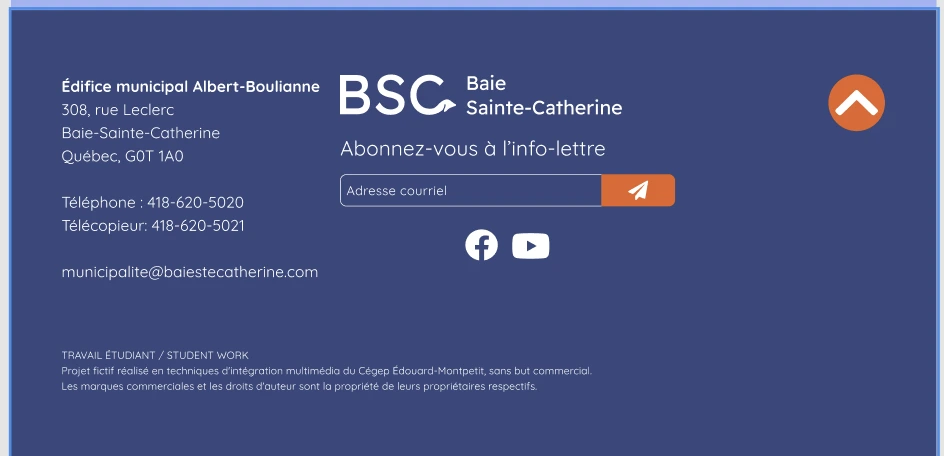 Édifice municipal Albert-Boulianne
308, rue Leclerc
Baie-Sainte-Catherine
Québec, G0T 1A0
Téléphone : 418-620-5020
Télécopieur: 418-620-5021
municipalite@baiestecatherine.com
BSC
Baie
Sainte-Catherine
Abonnez-vous à l'info-lettre
Adresse courriel
TRAVAIL ÉTUDIANT / STUDENT WORK
Projet fictif réalisé en techniques d'intégration multimédia du Cégep Édouard-Montpetit, sans but commercial.
Les marques commerciales et les droits d'auteur sont la propriété de leurs propriétaires respectifs.